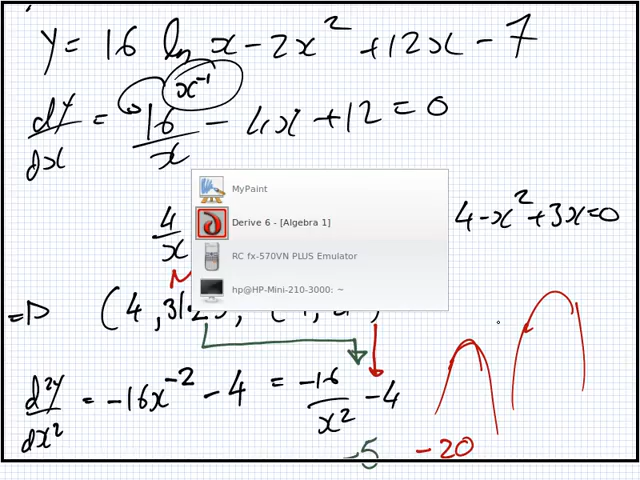 y = 16 ln x - 2x² + 12x - 7
x⁻¹
dy/dx = 16/x - 4x + 12 = 0
MyPaint
Derive 6 - [Algebra 1]
4/x
4 - x² + 3x = 0
RC fx-570VN PLUS Emulator
hp@HP-Mini-210-3000: ~
=D (4, 31.25,
d²y/dx² = -16x⁻² - 4 = -16/x² - 4
-5 -20